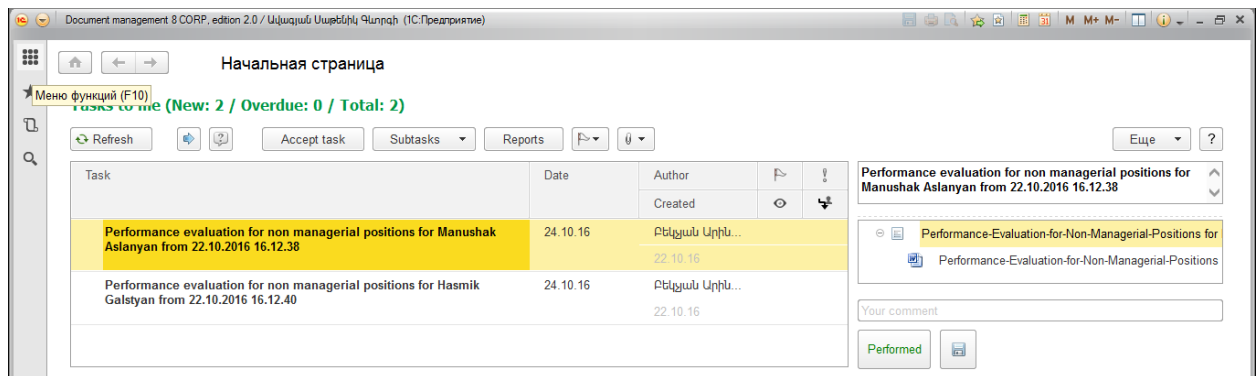 Document management 8 CORP, edition 2.0 / Ավագյան Մաթևիկ Գևորգի (1С:Предприятие)
M M+ M-
Начальная страница
Меню функций (F10)
Tasks to me (New: 2 / Overdue: 0 / Total: 2)
Refresh
Accept task
Subtasks
Reports
Еще
?
Task
Date
Author
Created
Performance evaluation for non managerial positions for Manushak
Aslanyan from 22.10.2016 16.12.38
24.10.16
Բեկյան Արին...
22.10.16
Performance evaluation for non managerial positions for Hasmik
Galstyan from 22.10.2016 16.12.40
24.10.16
Բեկյան Արին...
22.10.16
Performance evaluation for non managerial positions for
Manushak Aslanyan from 22.10.2016 16.12.38
Performance-Evaluation-for-Non-Managerial-Positions for
Performance-Evaluation-for-Non-Managerial-Positions
Your comment
Performed